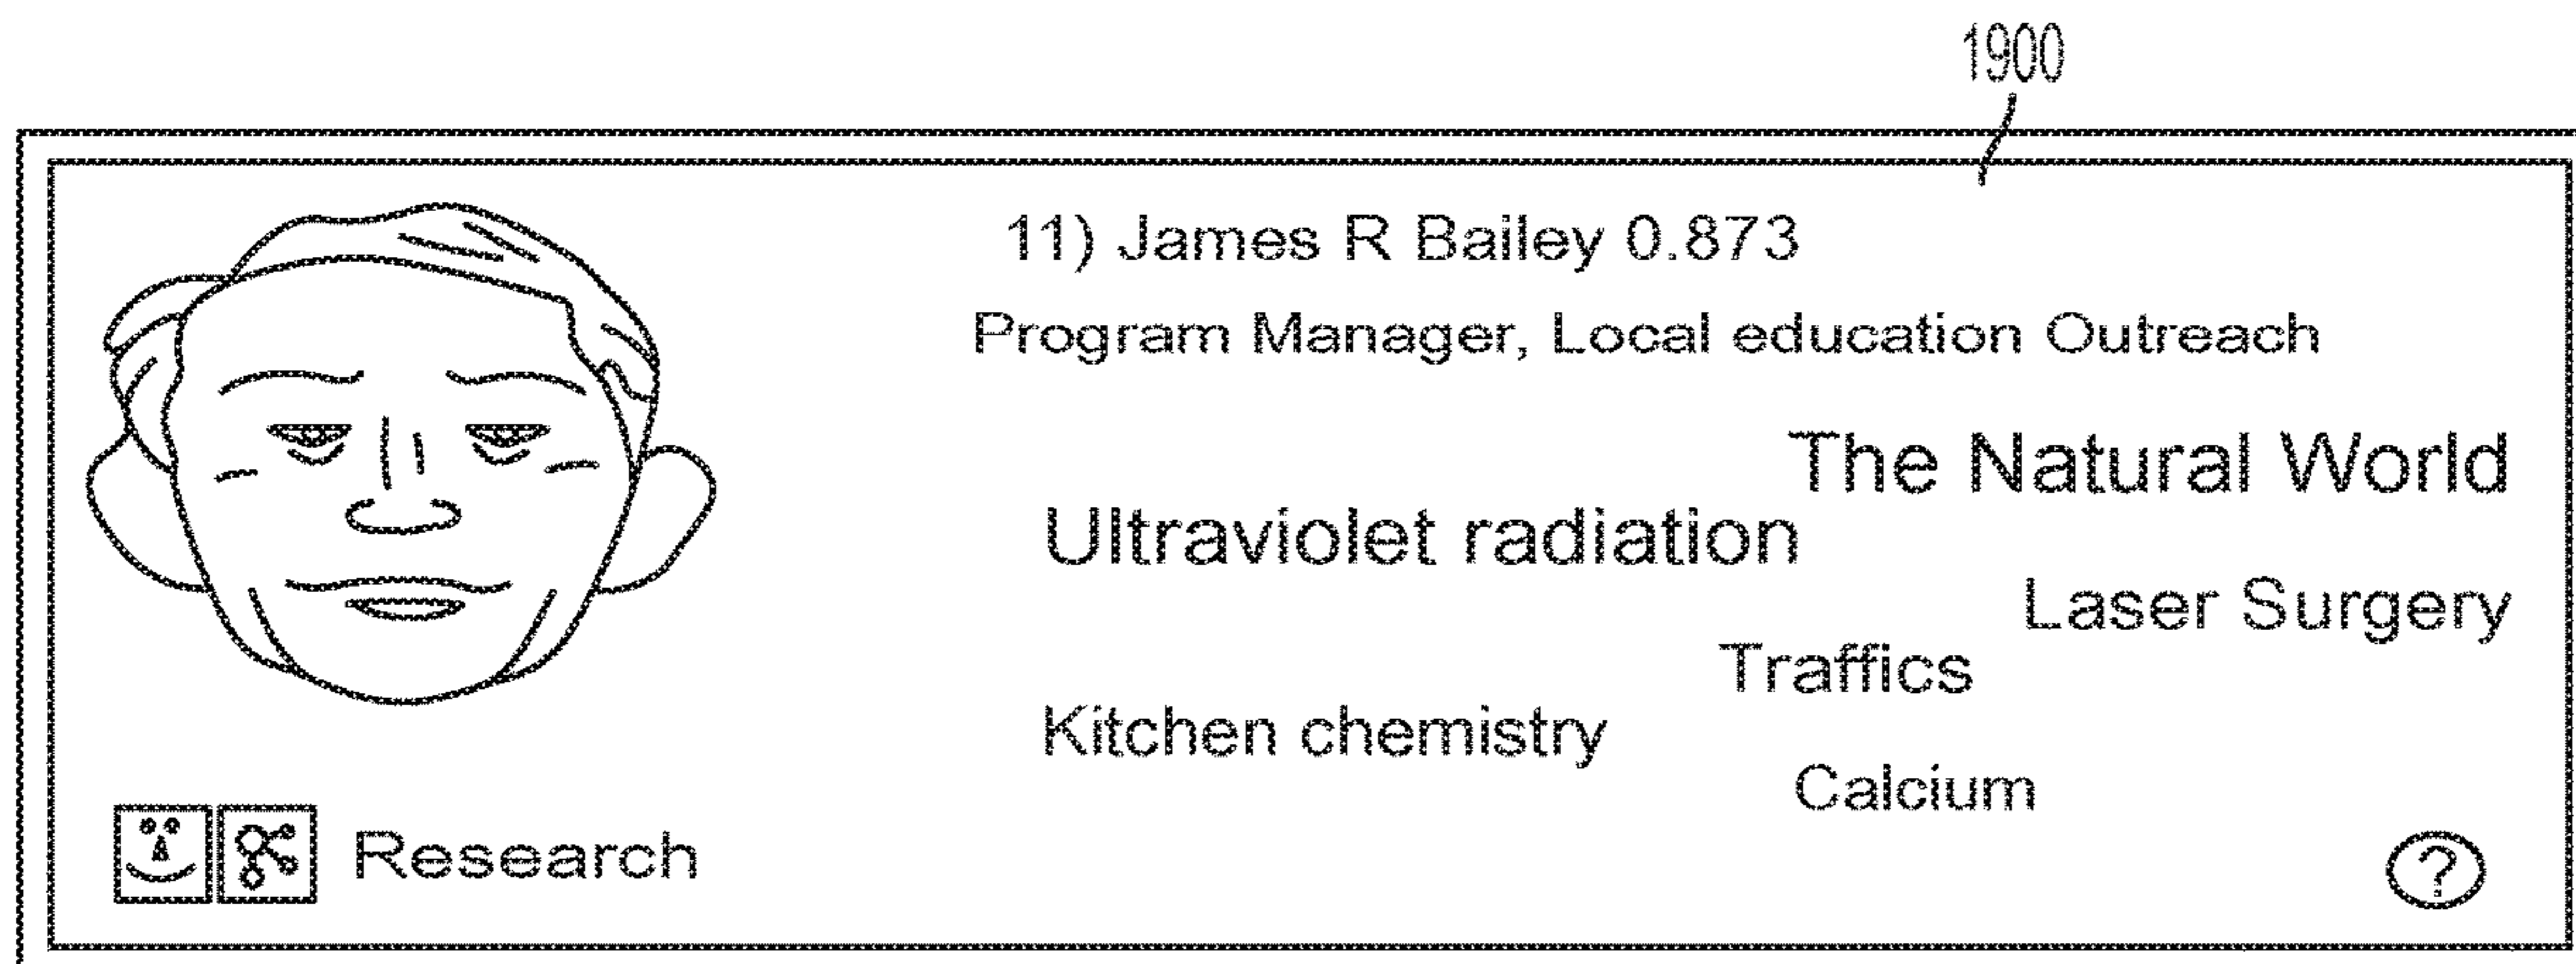 1900
11) James R Bailey 0.873
Program Manager, Local education Outreach
The Natural World
Ultraviolet radiation
Laser Surgery
Traffics
Kitchen chemistry
Calcium
Research
?